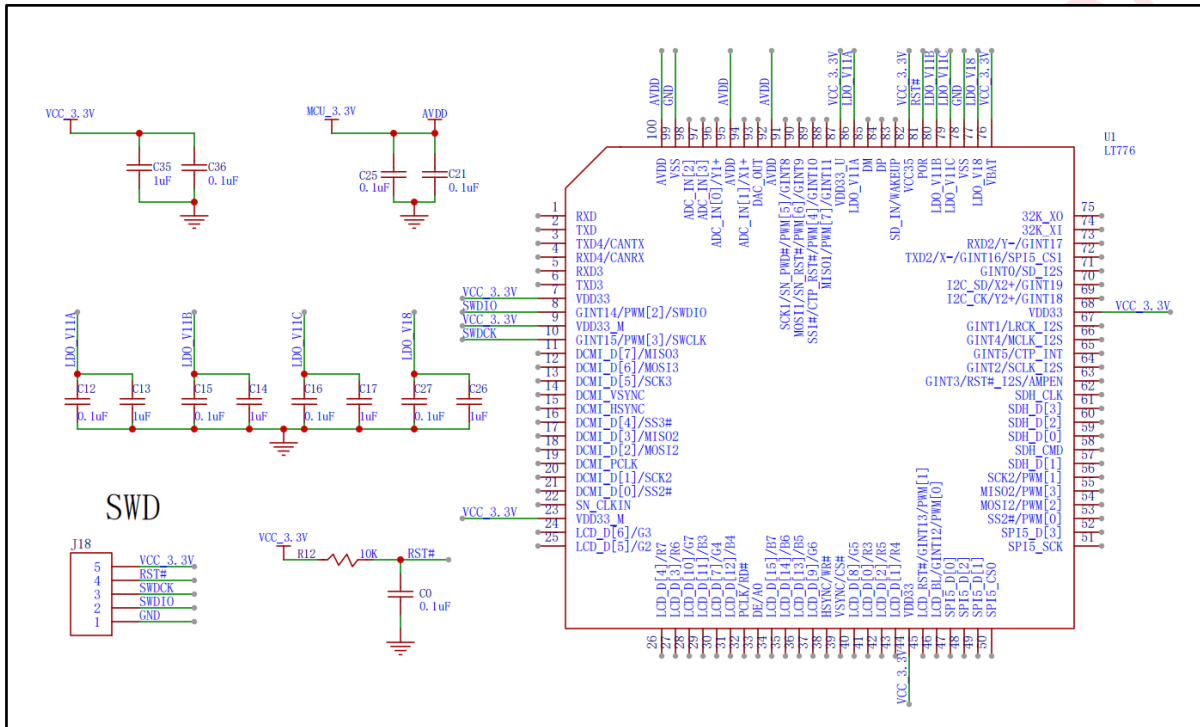 AVDD
GND
AVDD
AVDD
VCC_3.3V
LDO_V11A
VCC_3.3V
RST#
LDO_V11B
LDO_V11C
GND
LDO_V18
VCC_3.3V
VCC_3.3V
C35
1uF
C36
0.1uF
MCU_3.3V
AVDD
C25
0.1uF
C21
0.1uF
U1
LT776
100 AVDD
99 VSS
98 ADC_IN[2]
97 ADC_IN[3]
96 ADC_IN[0]/Y1+
95 AVDD
94 ADC_IN[1]/X1+
93 DAC_OUT
92 AVDD
91 SCK1/SN_PWD#/PWM[5]/GINT8
90 MOSI1/SN_RST#/PWM[6]/GINT9
89 SS1#/CTP_RST#/PWM[4]/GINT10
88 MISO1/PWM[7]/GINT11
87 VDD33_U
86 LDO_V11A
85 DM
84 DP
83 SD_IN/WAKEUP
82 VCC35
81 POR
80 LDO_V11B
79 LDO_V11C
78 VSS
77 LDO_V18
76 VBAT
1 RXD
2 TXD
3 TXD4/CANTX
4 RXD4/CANRX
5 RXD3
6 TXD3
VCC_3.3V 7 VDD33
SWDIO 8 GINT14/PWM[2]/SWDIO
VCC_3.3V 9 VDD33_M
SWDCK 10 GINT15/PWM[3]/SWCLK
11 DCMI_D[7]/MISO3
12 DCMI_D[6]/MOSI3
13 DCMI_D[5]/SCK3
14 DCMI_VSYNC
15 DCMI_HSYNC
16 DCMI_D[4]/SS3#
17 DCMI_D[3]/MISO2
18 DCMI_D[2]/MOSI2
19 DCMI_PCLK
20 DCMI_D[1]/SCK2
21 DCMI_D[0]/SS2#
22 SN_CLKIN
VCC_3.3V 23 VDD33_M
24 LCD_D[6]/G3
25 LCD_D[5]/G2
32K_XO 75
32K_XI 74
RXD2/Y-/GINT17 73
TXD2/X-/GINT16/SPI5_CS1 72
GINT0/SD_I2S 71
I2C_SD/X2+/GINT19 70
I2C_CK/Y2+/GINT18 69
VDD33 68 VCC_3.3V
GINT1/LRCK_I2S 67
GINT4/MCLK_I2S 66
GINT5/CTP_INT 65
GINT2/SCLK_I2S 64
GINT3/RST#_I2S/AMPEN 63
SDH_CLK 62
SDH_D[3] 61
SDH_D[2] 60
SDH_D[0] 59
SDH_CMD 58
SDH_D[1] 57
SCK2/PWM[1] 56
MISO2/PWM[3] 55
MOSI2/PWM[2] 54
SS2#/PWM[0] 53
SPI5_D[3] 52
SPI5_SCK 51
LDO_V11A
C12
0.1uF
C13
1uF
LDO_V11B
C15
0.1uF
C14
1uF
LDO_V11C
C16
0.1uF
C17
1uF
LDO_V18
C27
0.1uF
C26
1uF
SWD
J18
5 VCC_3.3V
4 RST#
3 SWDCK
2 SWDIO
1 GND
VCC_3.3V
R12 10K RST#
C0
0.1uF
26 LCD_D[4]/R7
27 LCD_D[3]/R6
28 LCD_D[10]/G7
29 LCD_D[11]/B3
30 LCD_D[7]/G4
31 LCD_D[12]/B4
32 PCLK/RD#
33 DE/AO
34 LCD_D[15]/B7
35 LCD_D[14]/B6
36 LCD_D[13]/B5
37 LCD_D[9]/G6
38 HSYNC/WR#
39 VSYNC/CS#
40 LCD_D[8]/G5
41 LCD_D[0]/R3
42 LCD_D[2]/R5
43 LCD_D[1]/R4
44 VDD33
45 LCD_RST#/GINT13/PWM[1]
46 LCD_BL/GINT12/PWM[0]
47 SPI5_D[0]
48 SPI5_D[2]
49 SPI5_D[1]
50 SPI5_CS0
VCC_3.3V